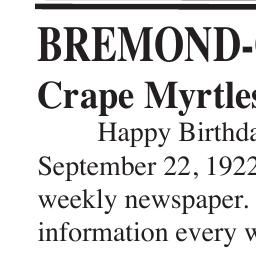 BREMOND-
Crape Myrtles
Happy Birthda
September 22, 1922
weekly newspaper.
information every w